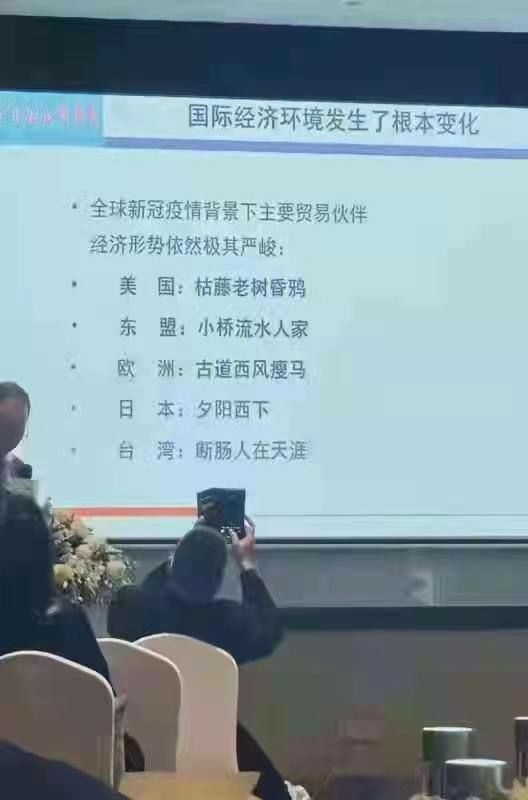 国际经济环境发生了根本变化
• 全球新冠疫情背景下主要贸易伙伴
经济形势依然极其严峻：
• 美 国：枯藤老树昏鸦
• 东 盟：小桥流水人家
• 欧 洲：古道西风瘦马
• 日 本：夕阳西下
• 台 湾：断肠人在天涯